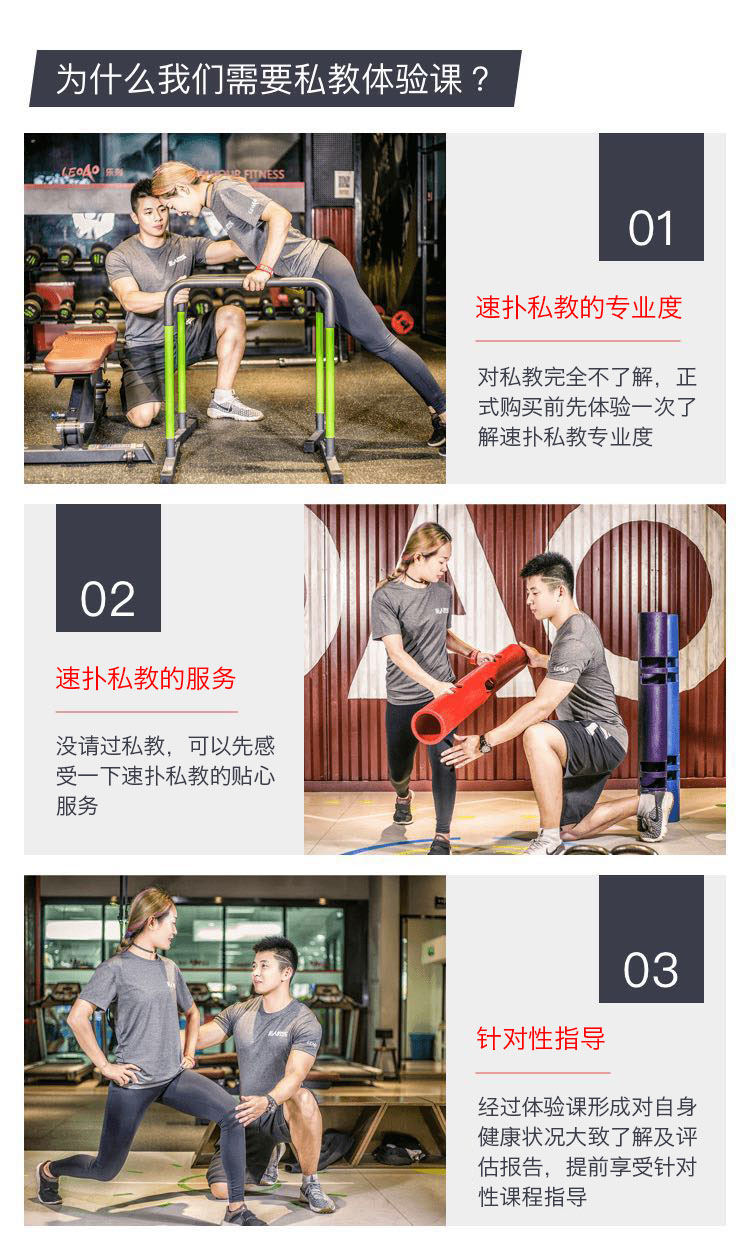 为什么我们需要私教体验课？
LEOAO 乐刻
YOUR FITNESS
01
速扑私教的专业度
对私教完全不了解，正
式购买前先体验一次了
解速扑私教专业度
02
速扑私教的服务
没请过私教，可以先感
受一下速扑私教的贴心
服务
03
针对性指导
经过体验课形成对自身
健康状况大致了解及评
估报告，提前享受针对
性课程指导